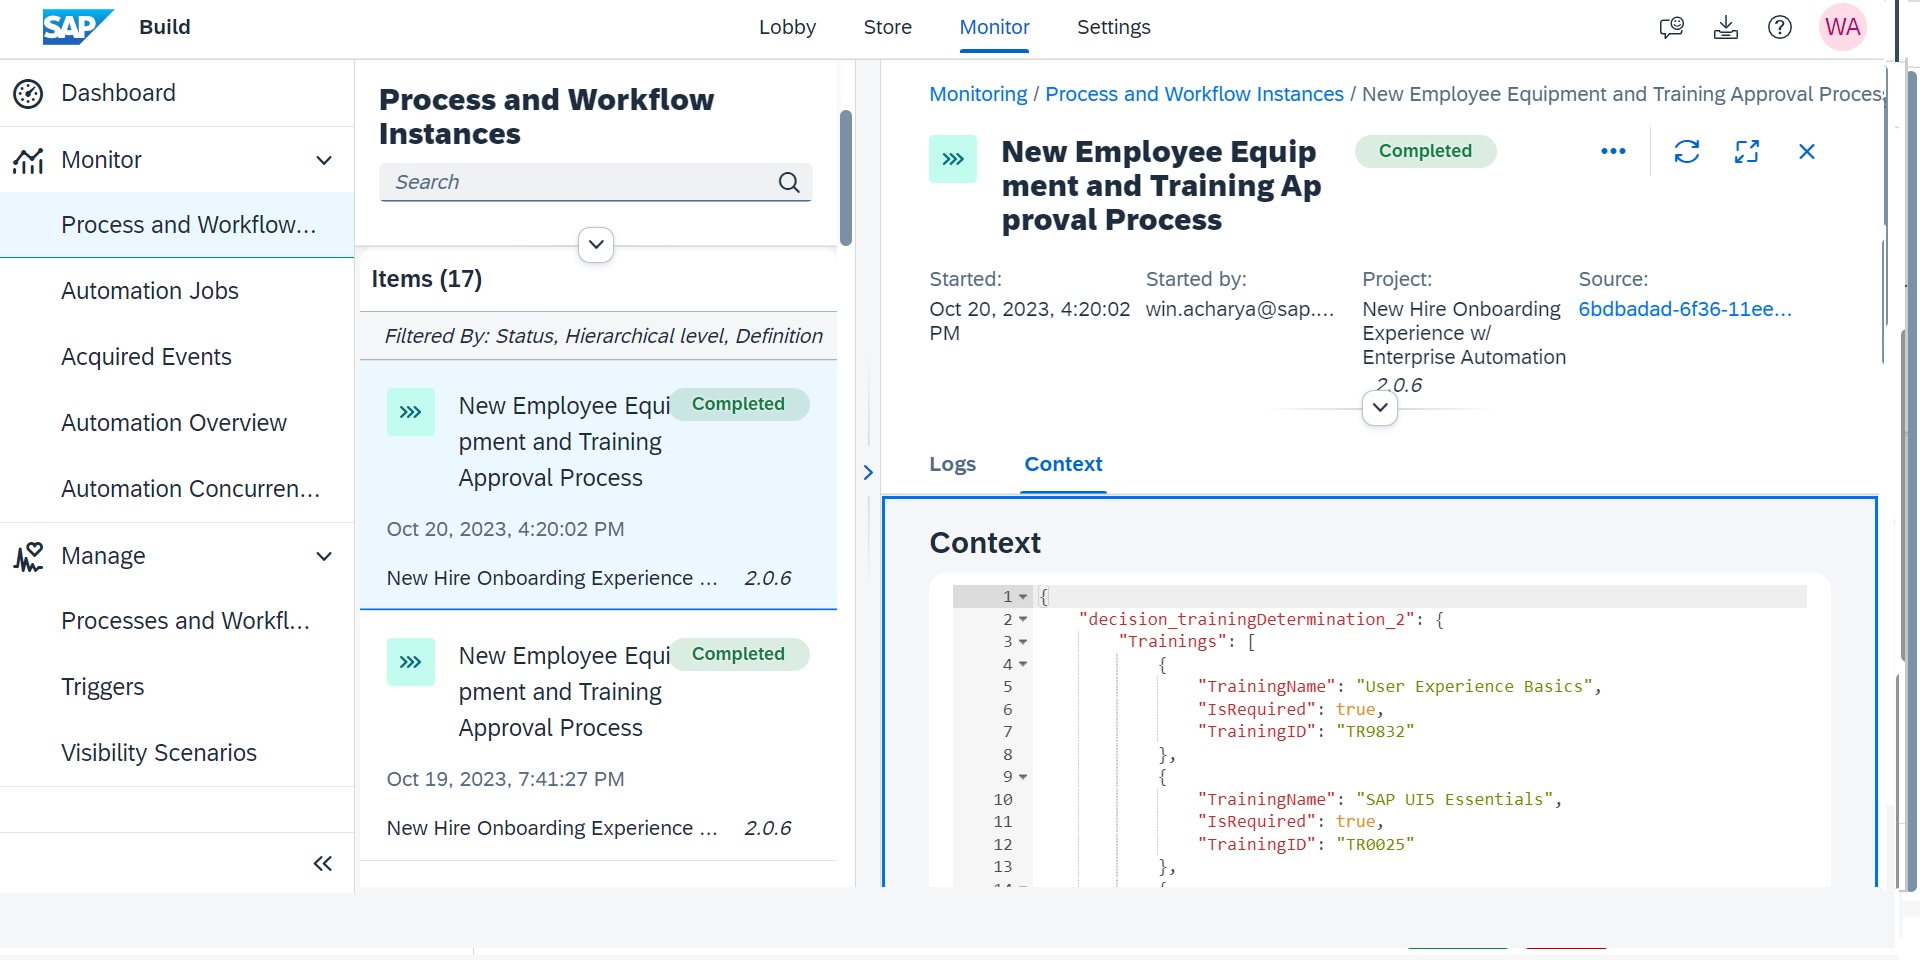 SAP Build
Lobby Store Monitor Settings
WA
Dashboard
Monitor
Process and Workflow...
Automation Jobs
Acquired Events
Automation Overview
Automation Concurren...
Manage
Processes and Workfl...
Triggers
Visibility Scenarios
Process and Workflow
Instances
Search
Items (17)
Filtered By: Status, Hierarchical level, Definition
New Employee Equi
pment and Training
Approval Process
Completed
Oct 20, 2023, 4:20:02 PM
New Hire Onboarding Experience ... 2.0.6
New Employee Equi
pment and Training
Approval Process
Completed
Oct 19, 2023, 7:41:27 PM
New Hire Onboarding Experience ... 2.0.6
Monitoring / Process and Workflow Instances / New Employee Equipment and Training Approval Proces
New Employee Equip
ment and Training Ap
proval Process
Completed
Started:
Oct 20, 2023, 4:20:02
PM
Started by:
win.acharya@sap....
Project:
New Hire Onboarding
Experience w/
Enterprise Automation
2.0.6
Source:
6bdbadad-6f36-11ee...
Logs Context
Context
1 {
2 "decision_trainingDetermination_2": {
3 "Trainings": [
4 {
5 "TrainingName": "User Experience Basics",
6 "IsRequired": true,
7 "TrainingID": "TR9832"
8 },
9 {
10 "TrainingName": "SAP UI5 Essentials",
11 "IsRequired": true,
12 "TrainingID": "TR0025"
13 },